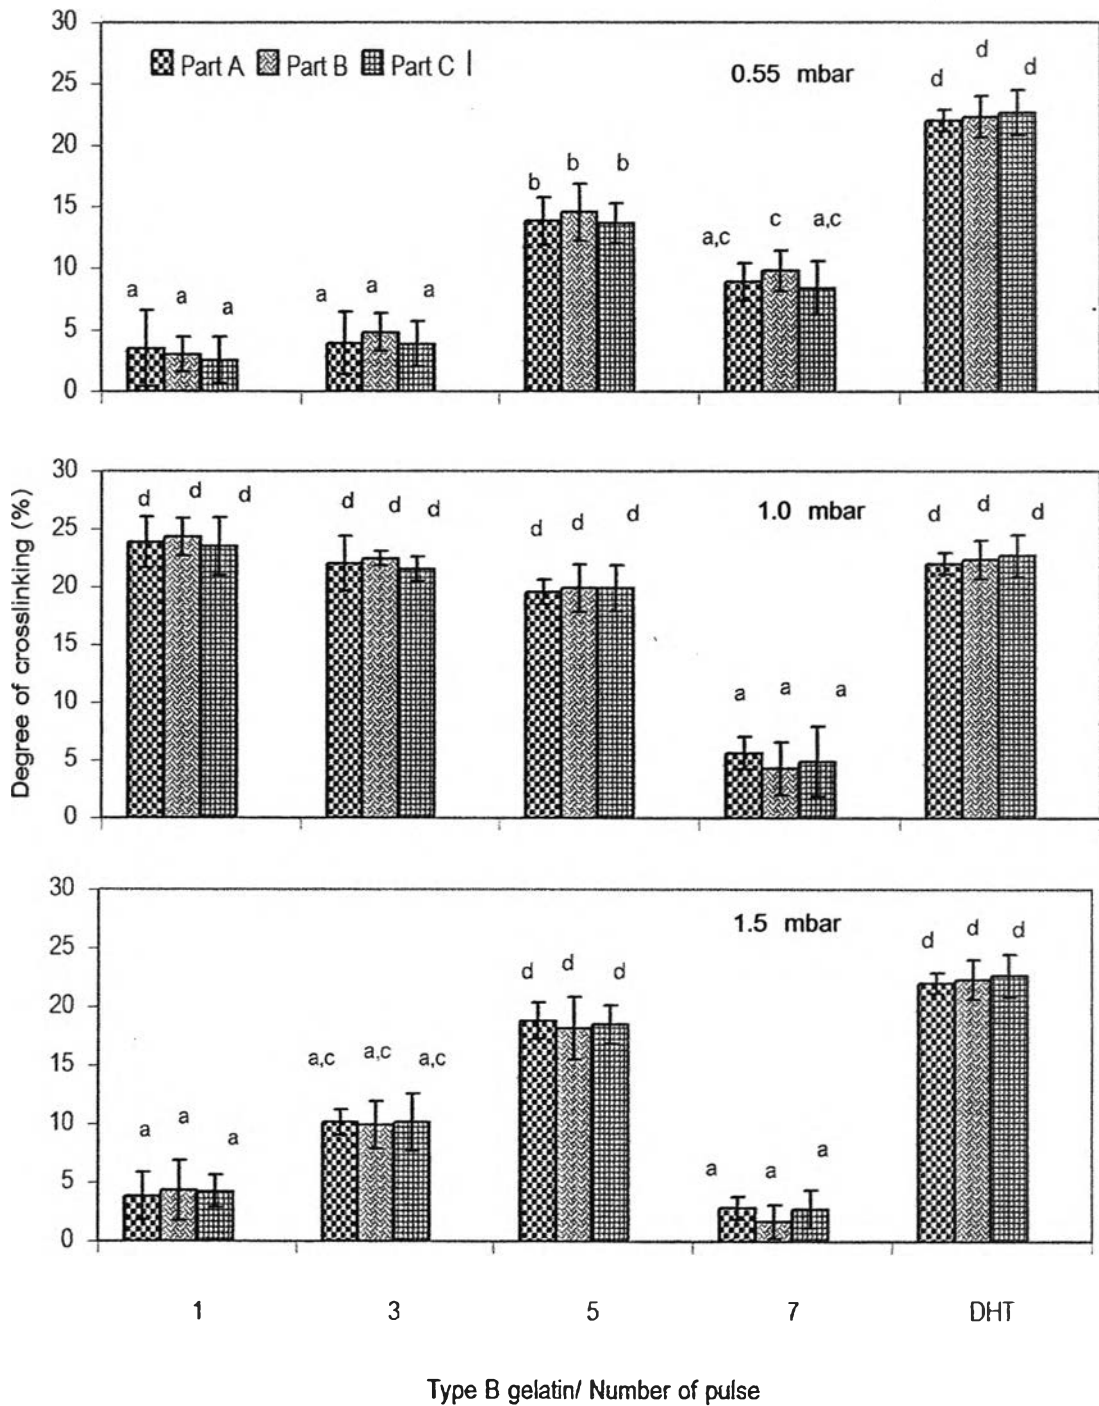 30
25
20
15
10
5
0
Part A Part B Part C
0.55 mbar
a a a
a a a
b b b
a,c c a,c
d d d
Degree of crosslinking (%)
30
25
20
15
10
5
0
1.0 mbar
d d d
d d d
d d d
a a a
d d d
30
25
20
15
10
5
0
1.5 mbar
a a a
a,c a,c a,c
d d d
a a a
d d d
1 3 5 7 DHT
Type B gelatin/ Number of pulse